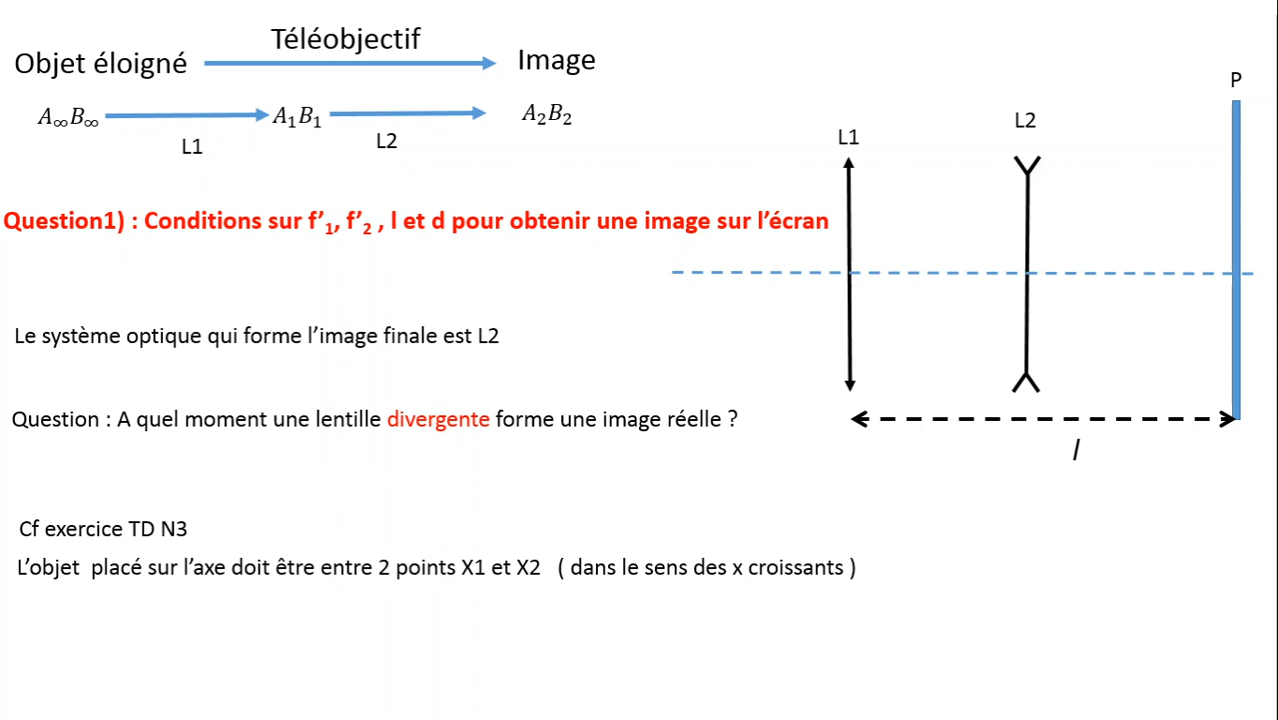 Téléobjectif
Objet éloigné
Image
A∞B∞
A₁B₁
A₂B₂
L1
L2
P
L1
L2
Question1) : Conditions sur f’₁, f’₂ , l et d pour obtenir une image sur l’écran
Le système optique qui forme l’image finale est L2
Question : A quel moment une lentille divergente forme une image réelle ?
l
Cf exercice TD N3
L’objet placé sur l’axe doit être entre 2 points X1 et X2 ( dans le sens des x croissants )